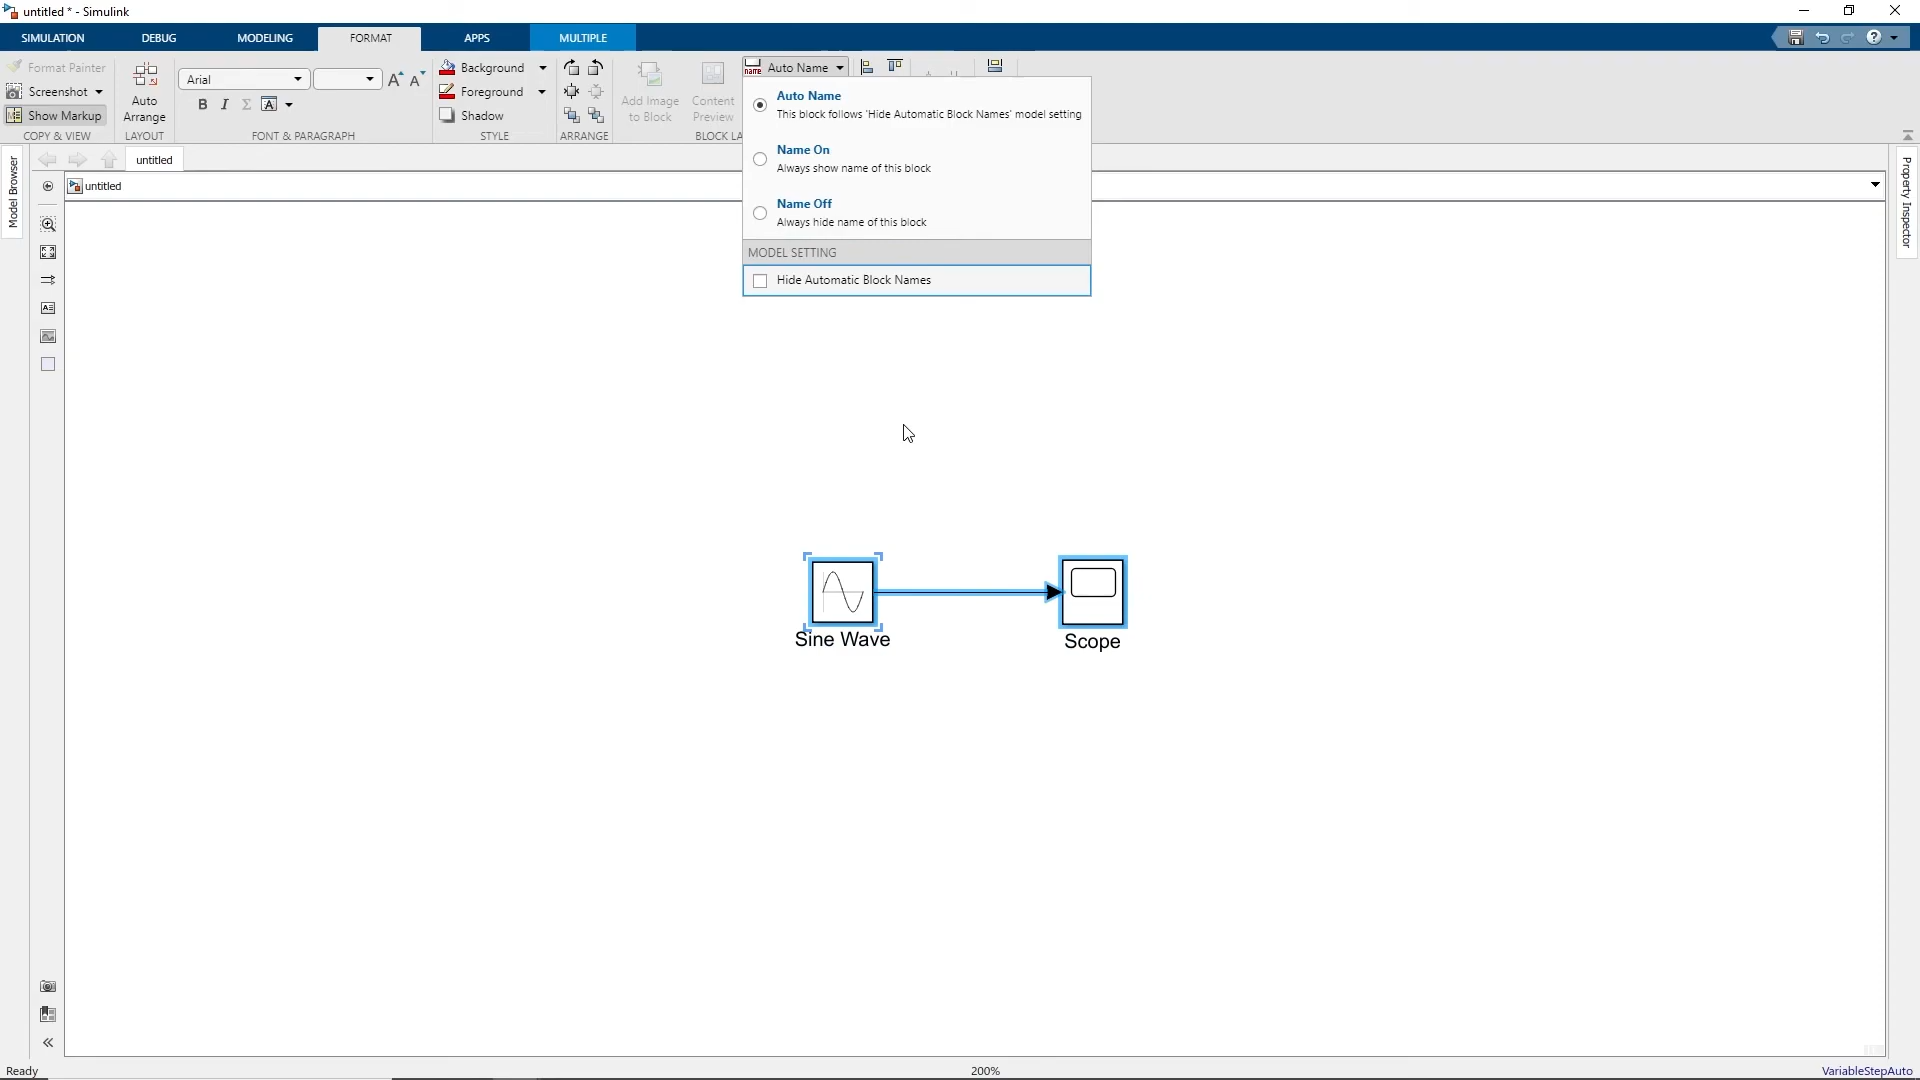 untitled * - Simulink
SIMULATION
DEBUG
MODELING
FORMAT
APPS
MULTIPLE
Format Painter
Screenshot
Show Markup
COPY & VIEW
Auto
Arrange
LAYOUT
Arial
B I Σ A
FONT & PARAGRAPH
Background
Foreground
Shadow
STYLE
ARRANGE
Add Image
to Block
Content
Preview
BLOCK LA
name Auto Name
Auto Name
This block follows 'Hide Automatic Block Names' model setting
Name On
Always show name of this block
Name Off
Always hide name of this block
MODEL SETTING
Hide Automatic Block Names
Model Browser
untitled
untitled
Property Inspector
Sine Wave
Scope
Ready
200%
VariableStepAuto